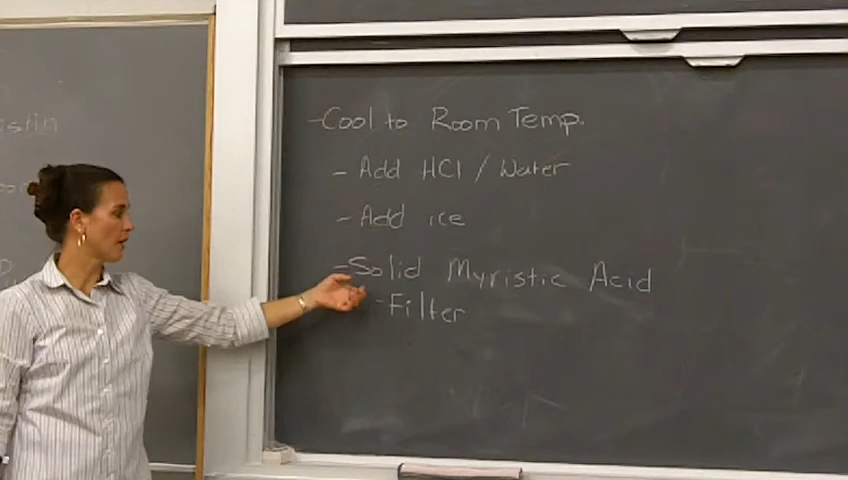 - Cool to Room Temp.
- Add HCl / Water
- Add ice
- Solid Myristic Acid
- Filter